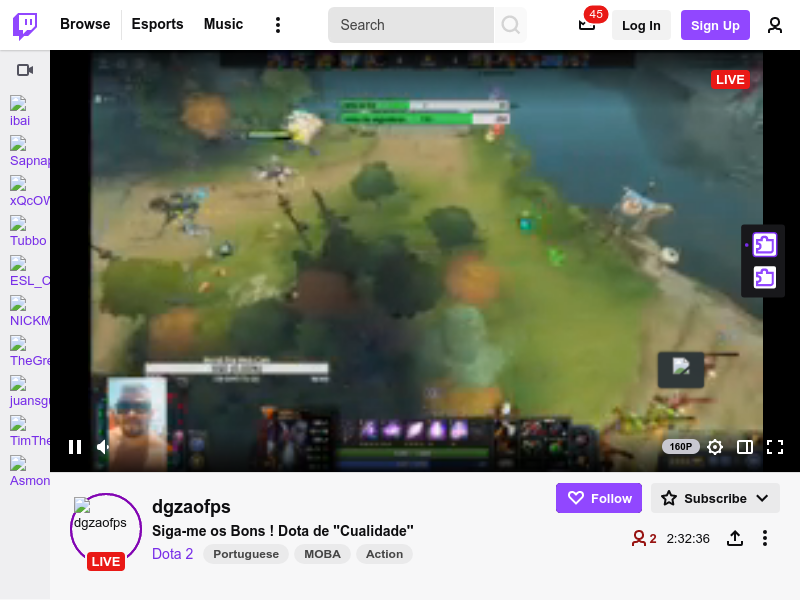 Browse
Esports
Music
Search
45
Log In
Sign Up
LIVE
ibai
Sapnap
xQcOW
Tubbo
ESL_C
NICKM
TheGre
juansgu
TimThe
Asmon
160P
dgzaofps
LIVE
dgzaofps
Siga-me os Bons ! Dota de "Cualidade"
Dota 2
Portuguese
MOBA
Action
Follow
Subscribe
2
2:32:36